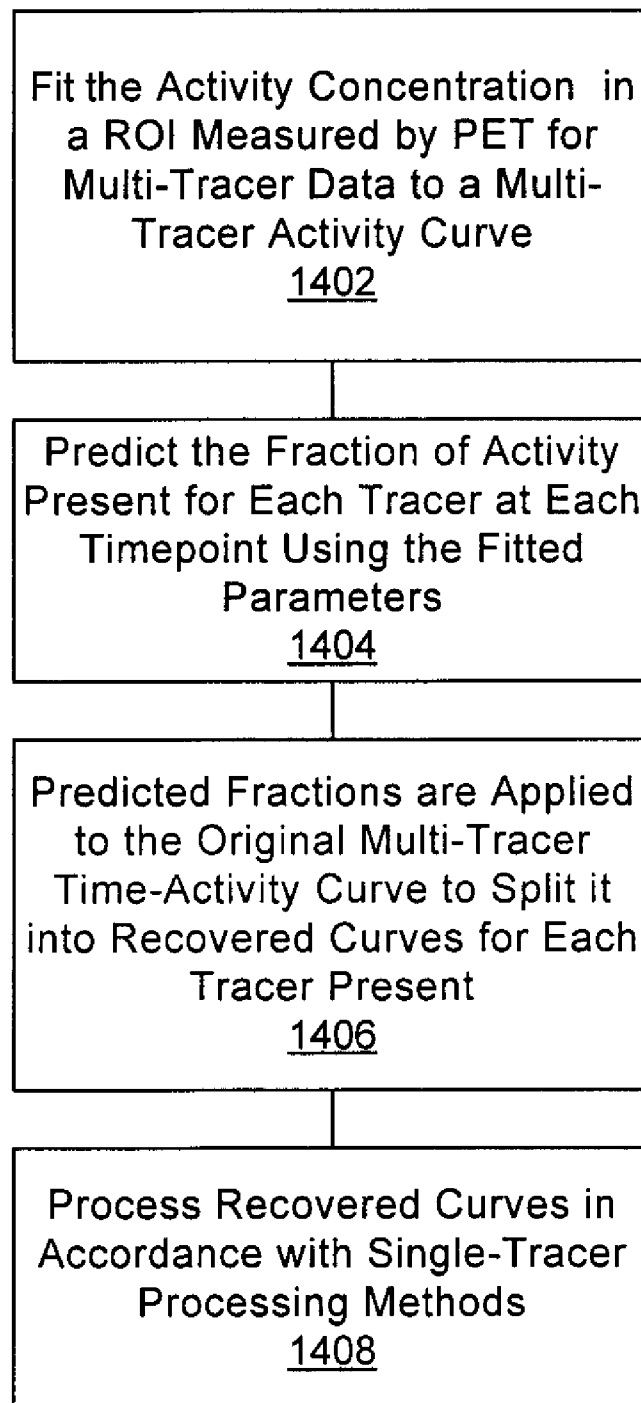 Fit the Activity Concentration in
a ROI Measured by PET for
Multi-Tracer Data to a Multi-
Tracer Activity Curve
1402
Predict the Fraction of Activity
Present for Each Tracer at Each
Timepoint Using the Fitted
Parameters
1404
Predicted Fractions are Applied
to the Original Multi-Tracer
Time-Activity Curve to Split it
into Recovered Curves for Each
Tracer Present
1406
Process Recovered Curves in
Accordance with Single-Tracer
Processing Methods
1408